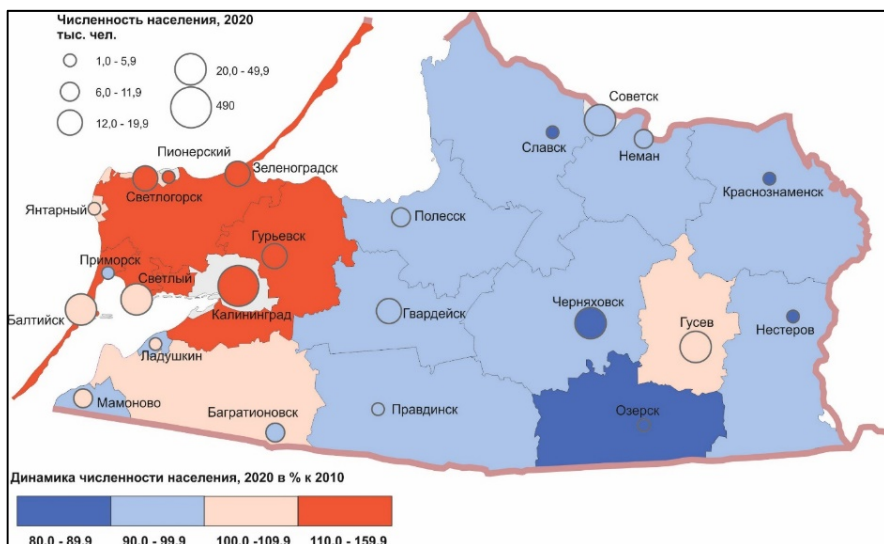 Численность населения, 2020
тыс. чел.
1,0 - 5,9
6,0 - 11,9
12,0 - 19,9
20,0 - 49,9
490
Советск
Славск
Неман
Пионерский
Зеленоградск
Светлогорск
Краснознаменск
Янтарный
Полесск
Гурьевск
Приморск
Светлый
Калининград
Балтийск
Гвардейск
Черняховск
Гусев
Нестеров
Ладушкин
Мамоново
Багратионовск
Правдинск
Озерск
Динамика численности населения, 2020 в % к 2010
80,0 - 89,9
90,0 - 99,9
100,0 -109,9
110,0 - 159,9